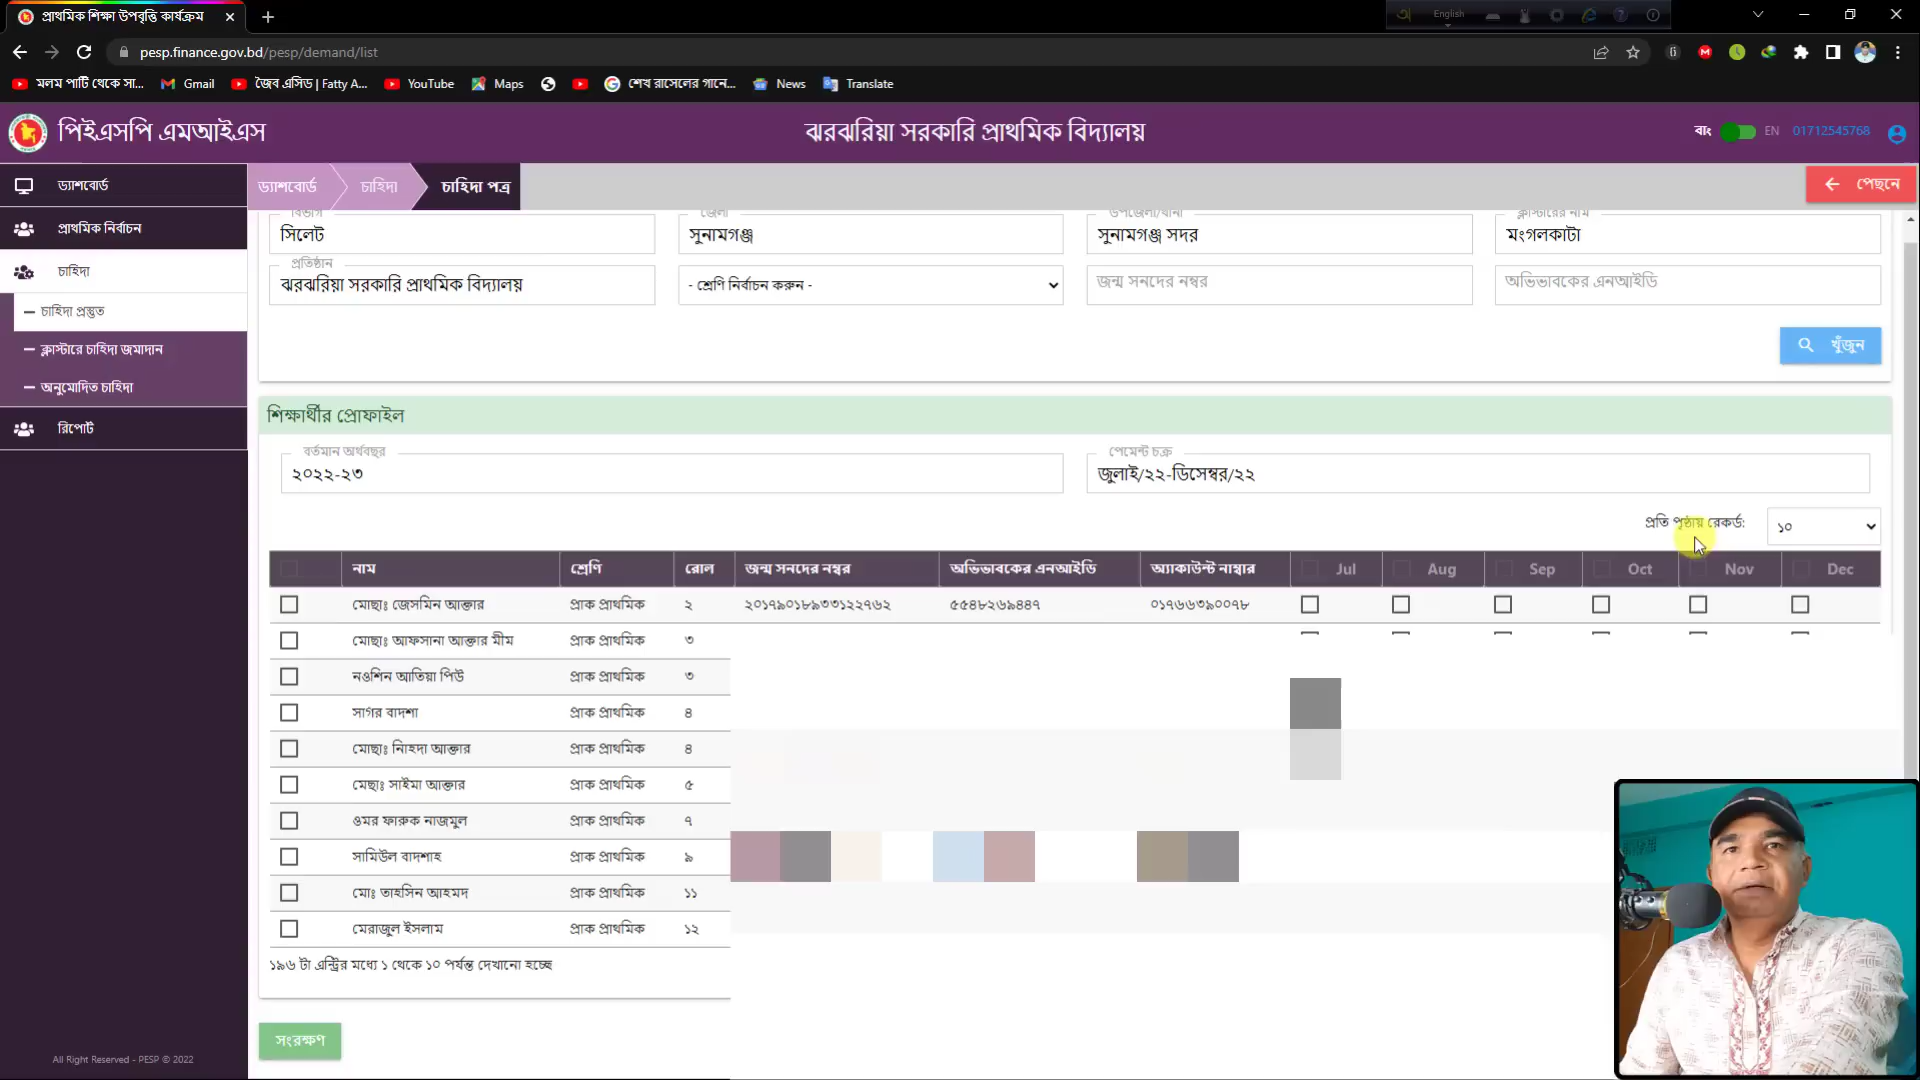 প্রাথমিক শিক্ষা উপবৃত্তি কার্যক্রম
English
pesp.finance.gov.bd/pesp/demand/list
মলম পার্টি থেকে সা...
Gmail
জৈব এসিড | Fatty A...
YouTube
Maps
শেখ রাসেলের গানে...
News
Translate
পিইএসপি এমআইএস
ঝরঝরিয়া সরকারি প্রাথমিক বিদ্যালয়
বাং
EN
01712545768
ড্যাশবোর্ড
প্রাথমিক নির্বাচন
চাহিদা
চাহিদা প্রস্তুত
ক্লাস্টারে চাহিদা জমাদান
অনুমোদিত চাহিদা
রিপোর্ট
ড্যাশবোর্ড চাহিদা চাহিদা পত্র
পেছনে
বিভাগ জেলা উপজেলা/থানা ক্লাস্টারের নাম
সিলেট সুনামগঞ্জ সুনামগঞ্জ সদর মংগলকাটা
প্রতিষ্ঠান
ঝরঝরিয়া সরকারি প্রাথমিক বিদ্যালয় - শ্রেণি নির্বাচন করুন - জন্ম সনদের নম্বর অভিভাবকের এনআইডি
খুঁজুন
শিক্ষার্থীর প্রোফাইল
বর্তমান অর্থবছর পেমেন্ট চক্র
২০২২-২৩ জুলাই/২২-ডিসেম্বর/২২
প্রতি পৃষ্ঠায় রেকর্ড: ১০
নাম শ্রেণি রোল জন্ম সনদের নম্বর অভিভাবকের এনআইডি অ্যাকাউন্ট নাম্বার Jul Aug Sep Oct Nov Dec
মোছাঃ জেসমিন আক্তার প্রাক প্রাথমিক ২ ২০১৭৯০১৮৯৩৩১২২৭৬২ ৫৫৪৮২৬৯৪৪৭ ০১৭৬৬৩৯০০৭৮
মোছাঃ আফসানা আক্তার মীম প্রাক প্রাথমিক ৩
নওশিন আতিয়া পিউ প্রাক প্রাথমিক ৩
সাগর বাদশা প্রাক প্রাথমিক ৪
মোছাঃ নািহদা আক্তার প্রাক প্রাথমিক ৪
মেছাঃ সাইমা আক্তার প্রাক প্রাথমিক ৫
ওমর ফারুক নাজমুল প্রাক প্রাথমিক ৭
সামিউল বাদশাহ প্রাক প্রাথমিক ৯
মোঃ তাহসিন আহমদ প্রাক প্রাথমিক ১১
মেরাজুল ইসলাম প্রাক প্রাথমিক ১২
১৯৬ টা এন্ট্রির মধ্যে ১ থেকে ১০ পর্যন্ত দেখানো হচ্ছে
সংরক্ষণ
All Right Reserved - PESP © 2022